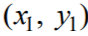 (x₁, y₁)